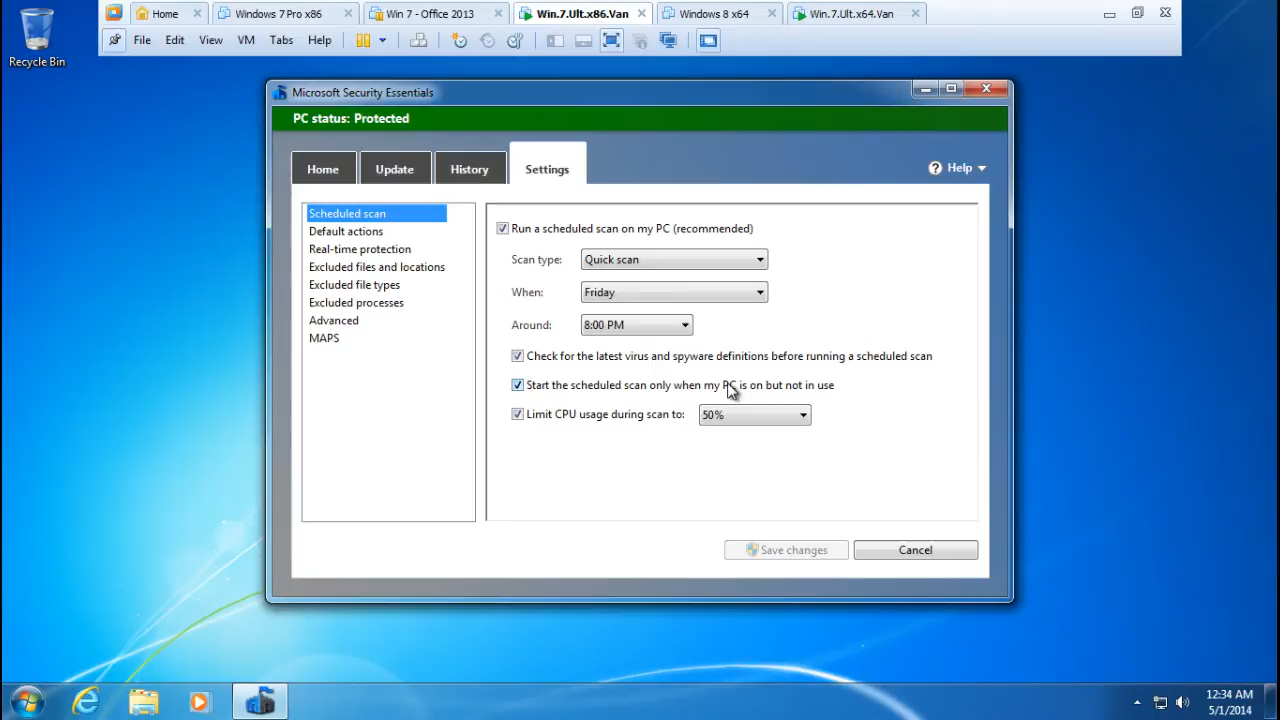 Home
Windows 7 Pro x86
Win 7 - Office 2013
Win.7.Ult.x86.Van
Windows 8 x64
Win.7.Ult.x64.Van
File Edit View VM Tabs Help
Recycle Bin
Microsoft Security Essentials
PC status: Protected
Home
Update
History
Settings
Help
Scheduled scan
Default actions
Real-time protection
Excluded files and locations
Excluded file types
Excluded processes
Advanced
MAPS
Run a scheduled scan on my PC (recommended)
Scan type: Quick scan
When: Friday
Around: 8:00 PM
Check for the latest virus and spyware definitions before running a scheduled scan
Start the scheduled scan only when my PC is on but not in use
Limit CPU usage during scan to: 50%
Save changes
Cancel
12:34 AM
5/1/2014